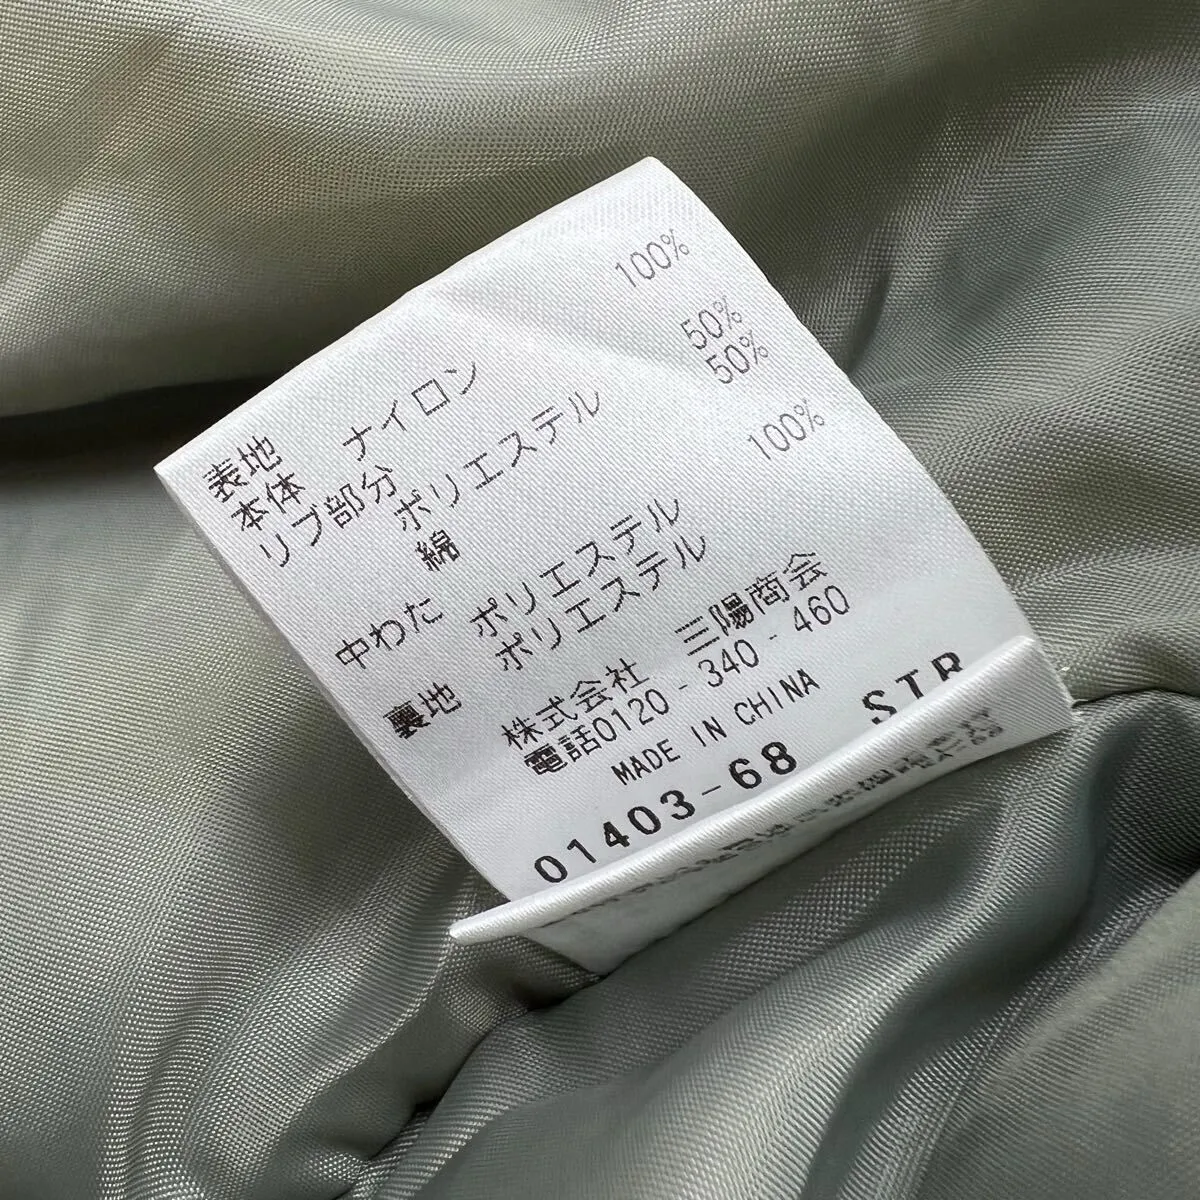 表地
本体 ナイロン 100%
リブ部分
ポリエステル 50%
綿 50%
中わた ポリエステル 100%
裏地 ポリエステル
株式会社 三陽商会
電話0120-340-460
MADE IN CHINA
01403-68